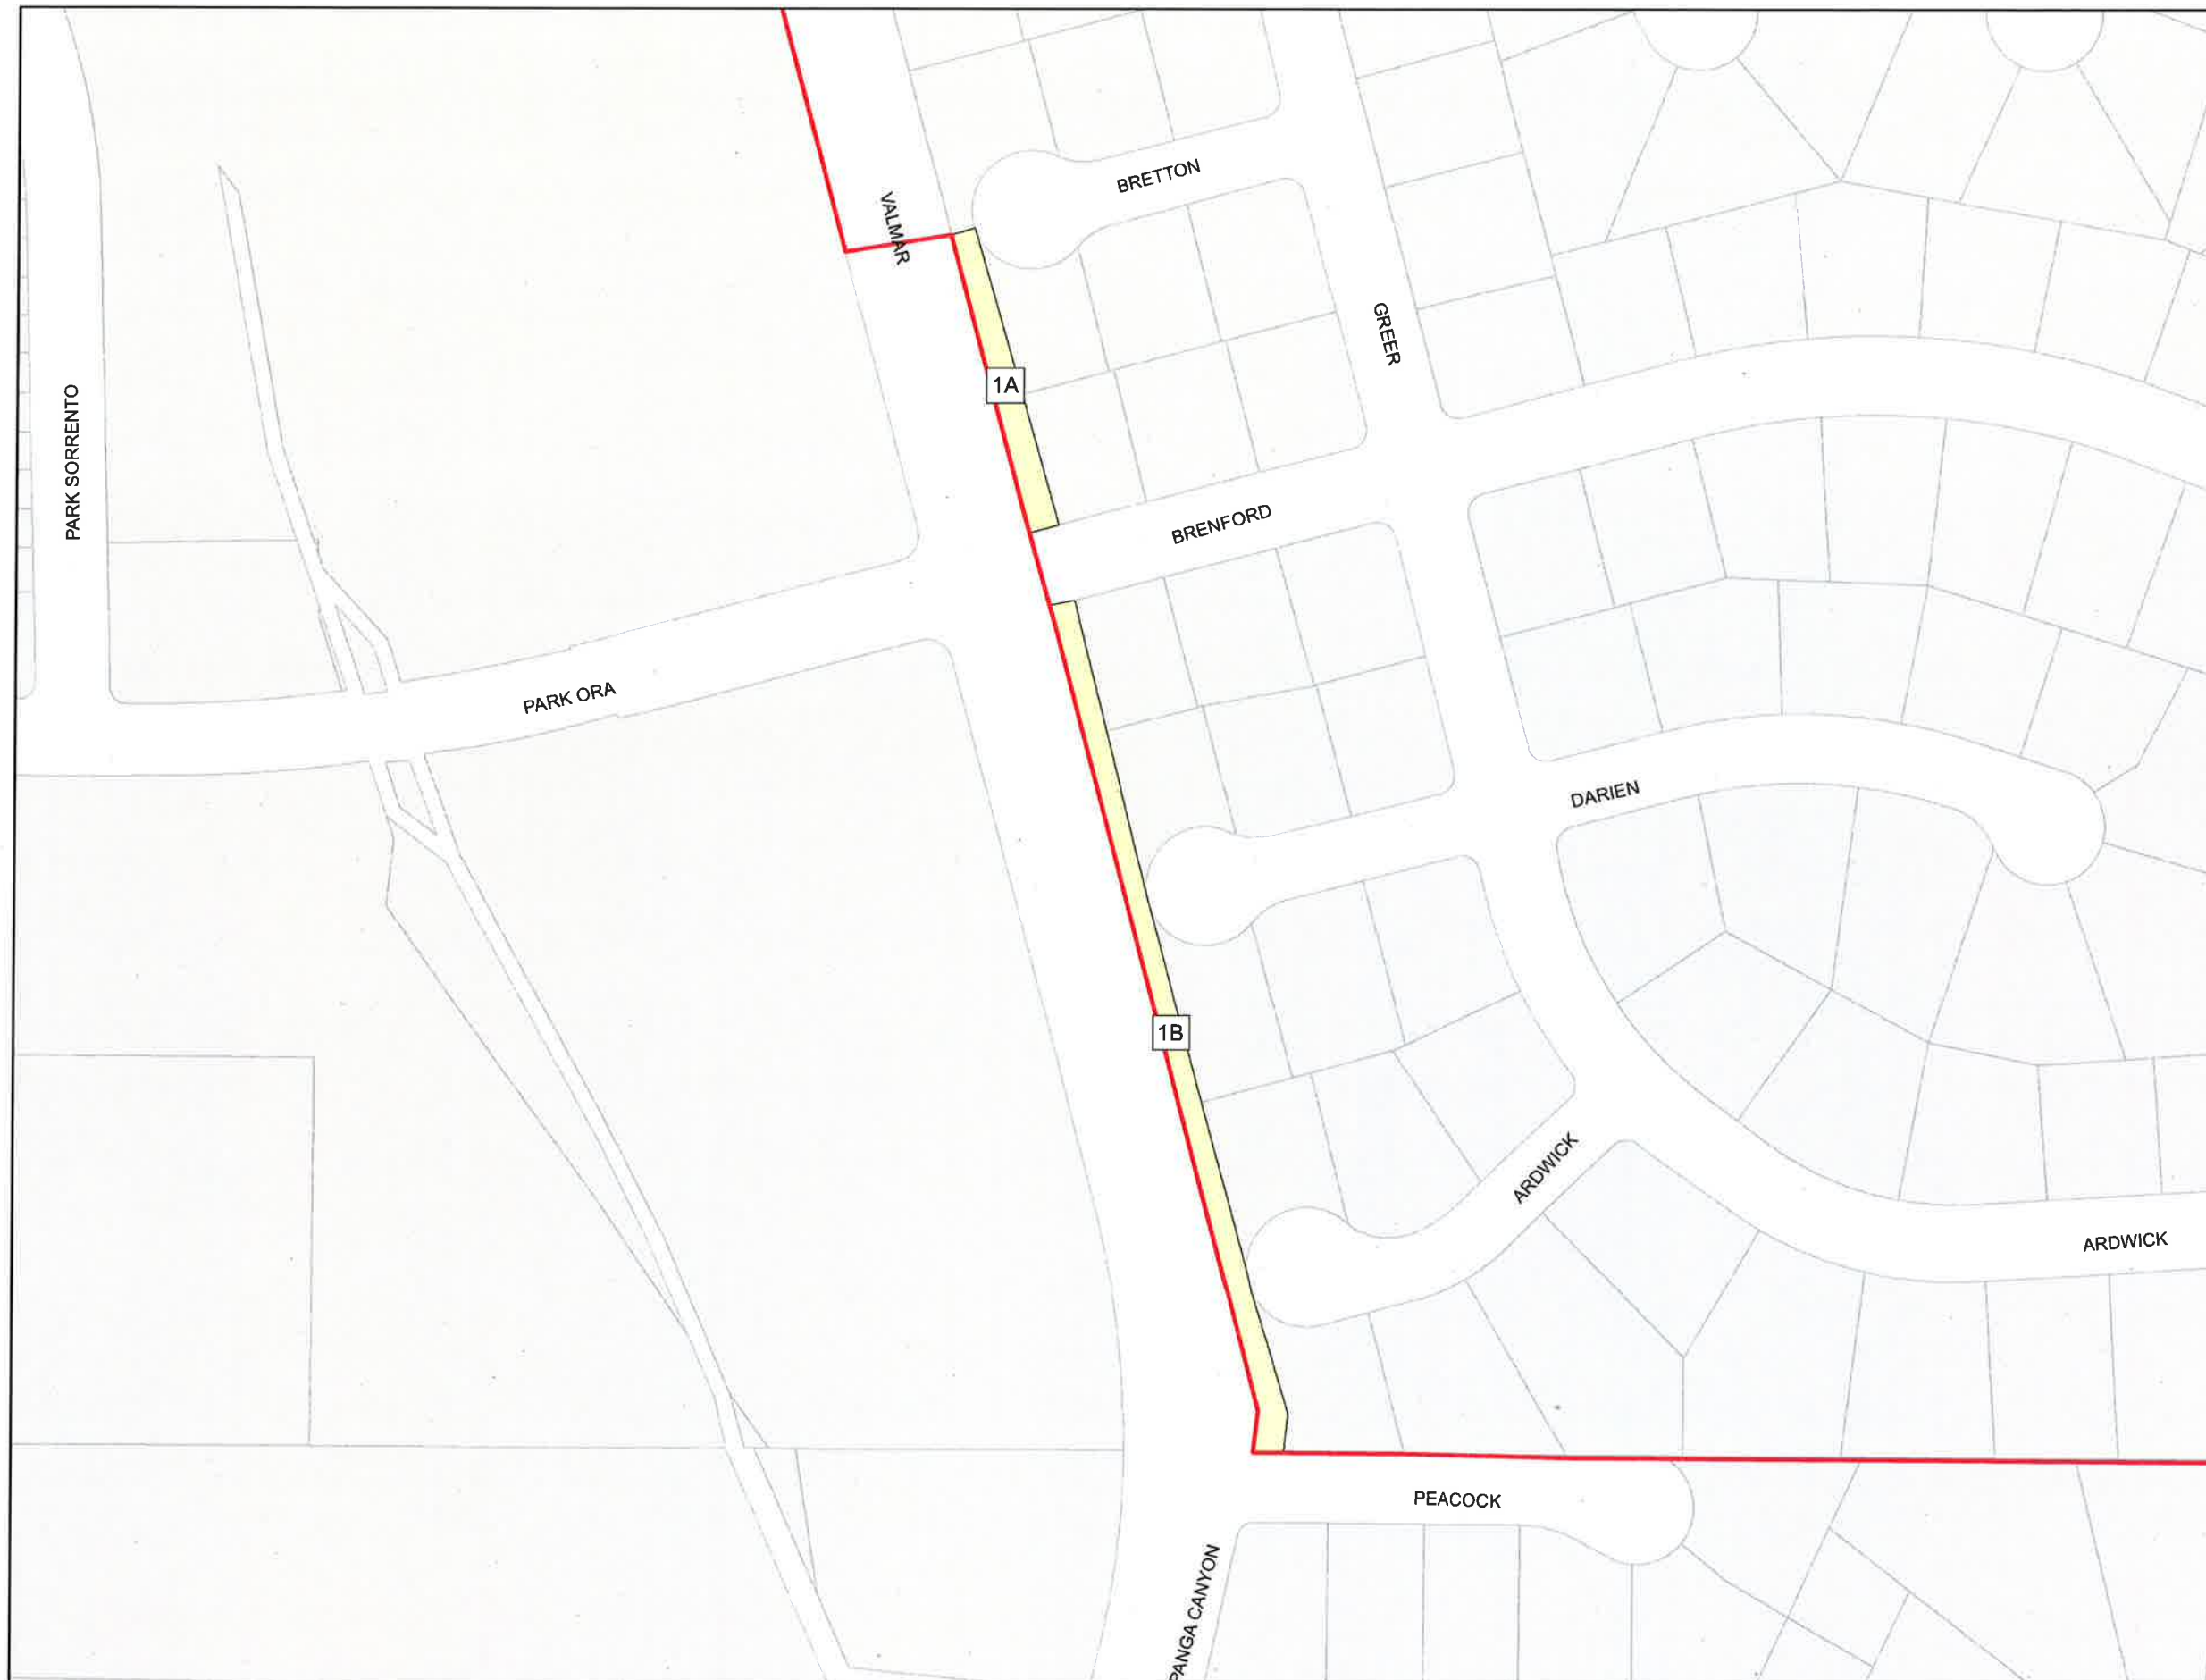 BRETTON
VALMAR
GREER
1A
PARK SORRENTO
BRENFORD
PARK ORA
DARIEN
1B
ARDWICK
ARDWICK
PEACOCK
PANGA CANYON